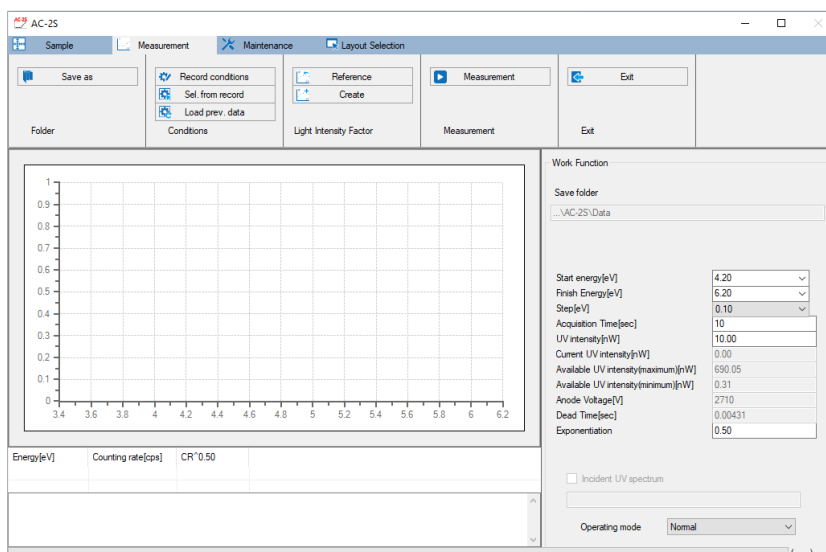 AC-2S AC-2S
Sample Measurement Maintenance Layout Selection
Save as Record conditions Reference Measurement Exit
Sel. from record Create
Load prev. data
Folder Conditions Light Intensity Factor Measurement Exit
Work Function
Save folder
...\AC-2S\Data
1
0.9
0.8
0.7
0.6
0.5
0.4
0.3
0.2
0.1
0
3.4 3.6 3.8 4 4.2 4.4 4.6 4.8 5 5.2 5.4 5.6 5.8 6 6.2
Start energy[eV] 4.20
Finish Energy[eV] 6.20
Step[eV] 0.10
Acquisition Time[sec] 10
UV intensity[nW] 10.00
Current UV intensity[nW] 0.00
Available UV intensity(maximum)[nW] 690.05
Available UV intensity(minimum)[nW] 0.31
Anode Voltage[V] 2710
Dead Time[sec] 0.00431
Exponentiation 0.50
Energy[eV] Counting rate[cps] CR^0.50
Incident UV spectrum
Operating mode Normal